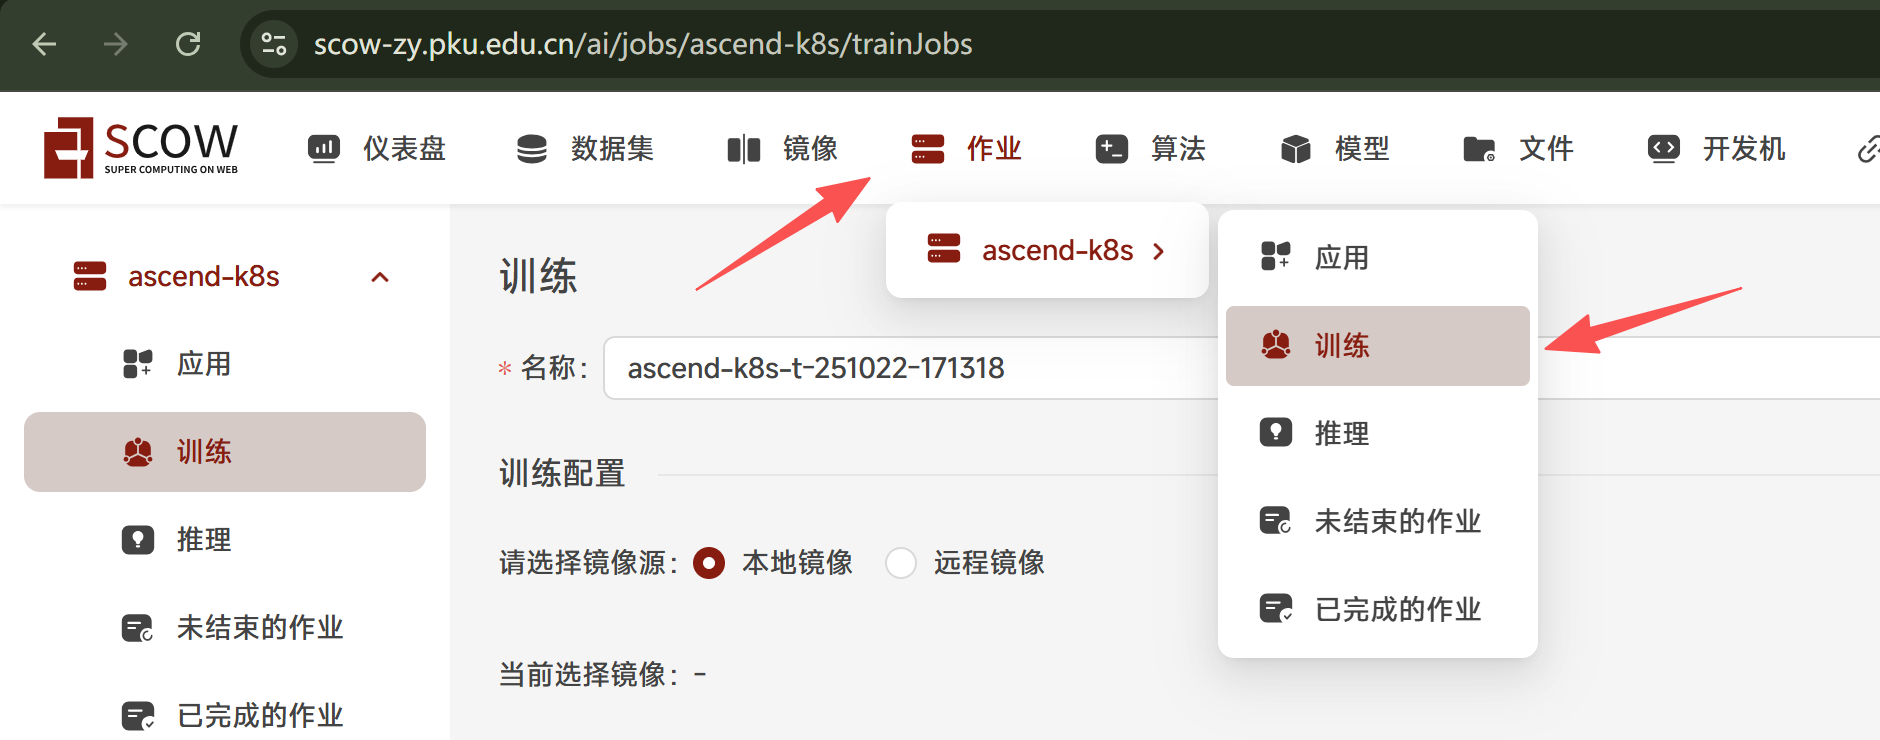 scow-zy.pku.edu.cn/ai/jobs/ascend-k8s/trainJobs
SCOW
SUPER COMPUTING ON WEB
仪表盘
数据集
镜像
作业
算法
模型
文件
开发机
ascend-k8s
应用
训练
推理
未结束的作业
已完成的作业
训练
* 名称: ascend-k8s-t-251022-171318
训练配置
请选择镜像源: 本地镜像 远程镜像
当前选择镜像: -
ascend-k8s
应用
训练
推理
未结束的作业
已完成的作业